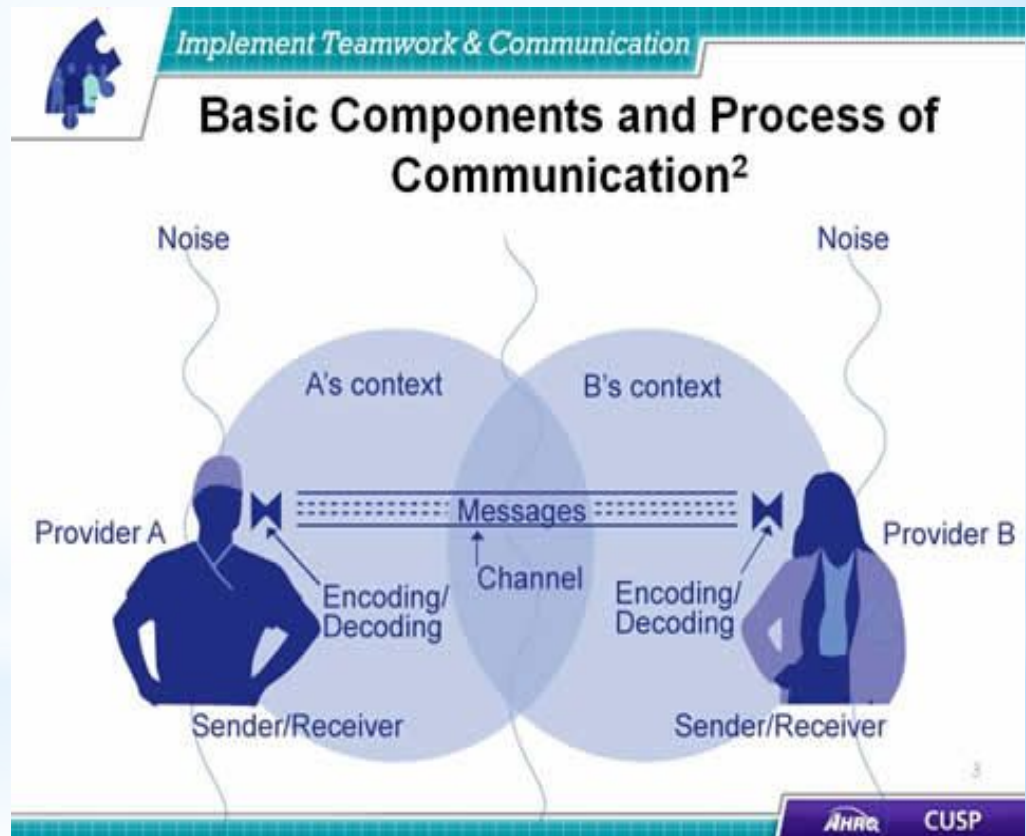 Implement Teamwork & Communication
Basic Components and Process of
Communication²
Noise
Noise
A's context
B's context
Messages
Provider A
Provider B
Channel
Encoding/
Decoding
Encoding/
Decoding
Sender/Receiver
Sender/Receiver
3
AHRQ
CUSP